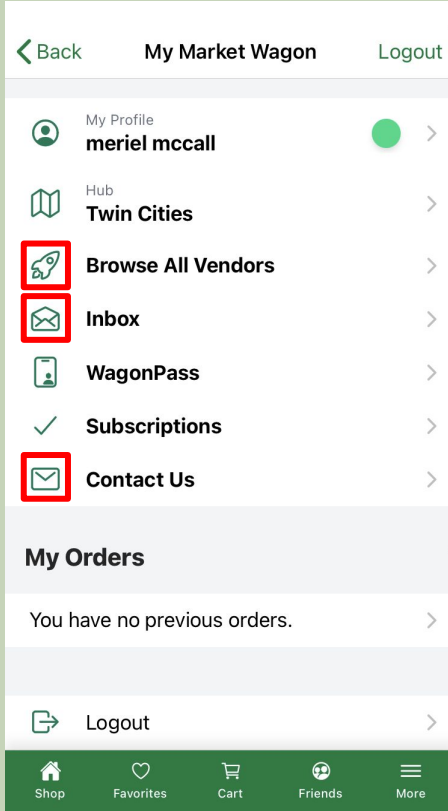 Back My Market Wagon Logout
My Profile
meriel mccall
Hub
Twin Cities
Browse All Vendors
Inbox
WagonPass
Subscriptions
Contact Us
My Orders
You have no previous orders.
Logout
Shop Favorites Cart Friends More